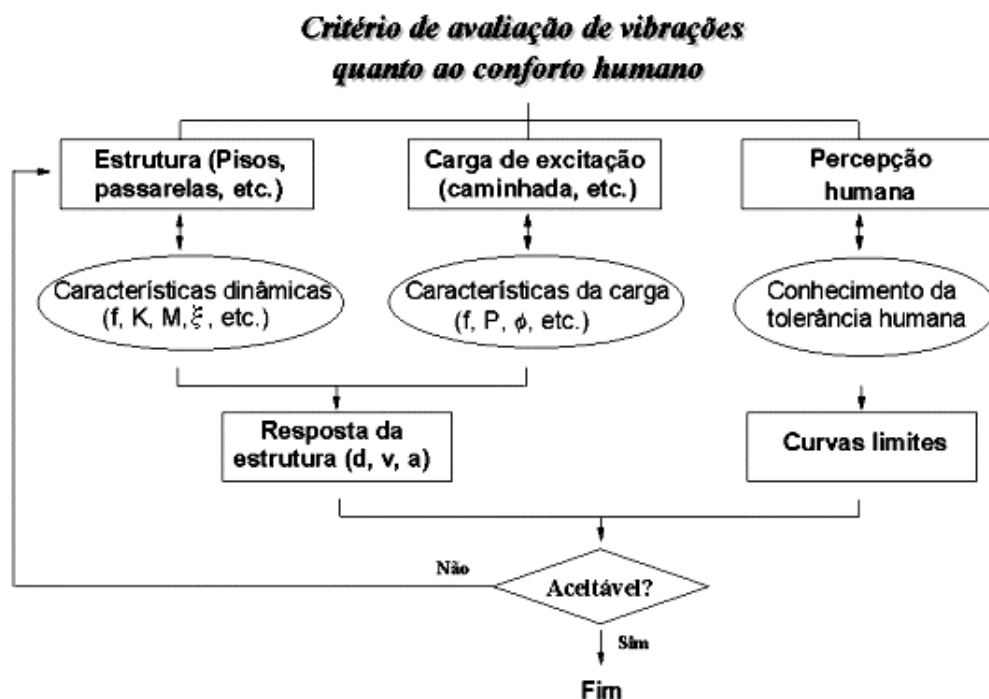 Critério de avaliação de vibrações
quanto ao conforto humano
Estrutura (Pisos,
passarelas, etc.)
Carga de excitação
(caminhada, etc.)
Percepção
humana
Características dinâmicas
(f, K, M, ξ, etc.)
Características da carga
(f, P, ϕ, etc.)
Conhecimento da
tolerância humana
Resposta da
estrutura (d, v, a)
Curvas limites
Não
Aceitável?
Sim
Fim